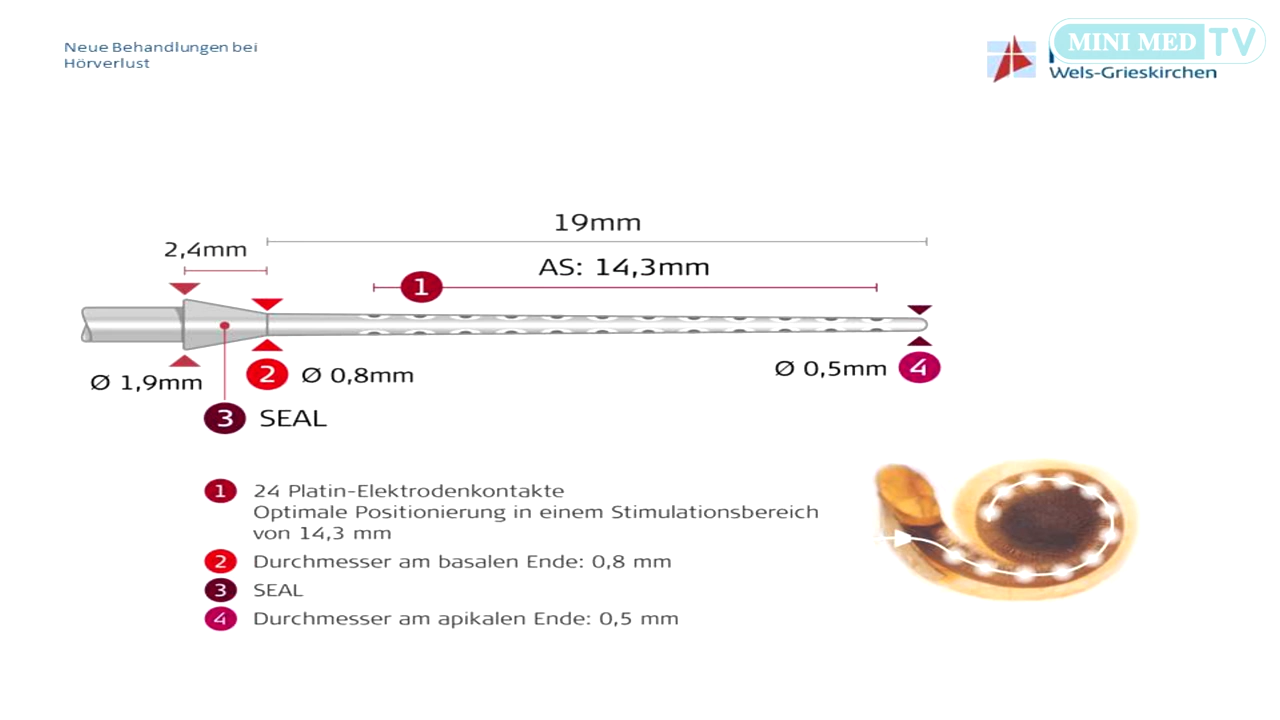 Neue Behandlungen bei
Hörverlust
MINI MED TV
Wels-Grieskirchen
19mm
2,4mm
AS: 14,3mm
1
Ø 1,9mm
2
Ø 0,8mm
Ø 0,5mm
4
3
SEAL
1
24 Platin-Elektrodenkontakte
Optimale Positionierung in einem Stimulationsbereich
von 14,3 mm
2
Durchmesser am basalen Ende: 0,8 mm
3
SEAL
4
Durchmesser am apikalen Ende: 0,5 mm